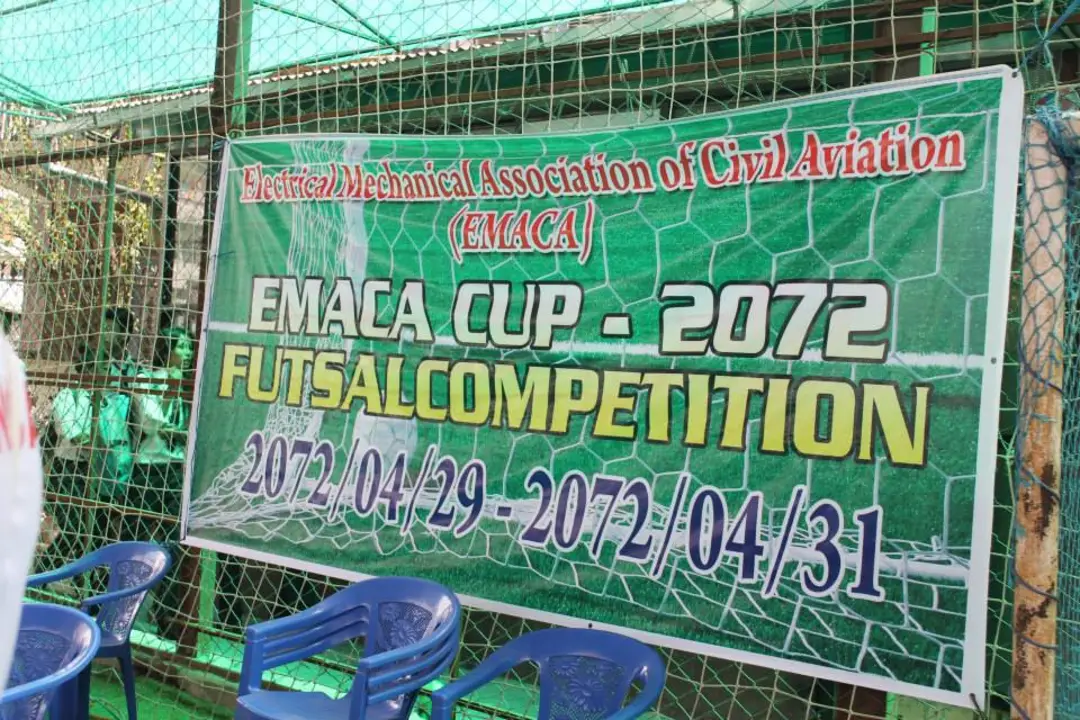 Electrical Mechanical Association of Civil Aviation
(EMACA)
EMACA CUP - 2072
FUTSALCOMPETITION
2072/04/29 - 2072/04/31